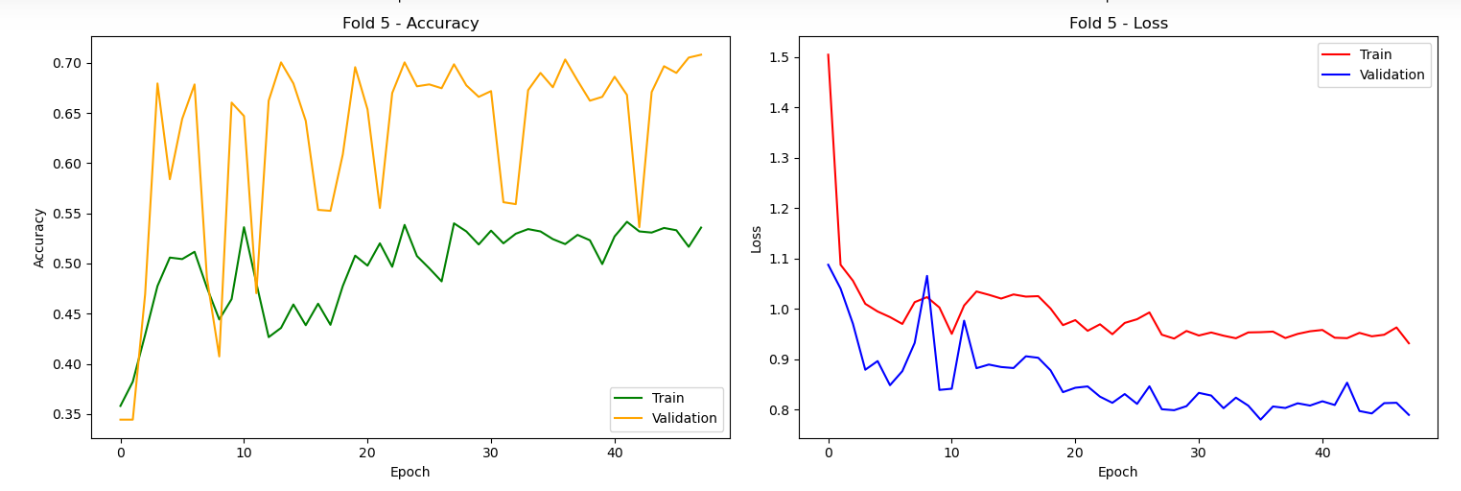 Fold 5 - Accuracy
0.70
0.65
0.60
0.55
0.50
0.45
0.40
0.35
Accuracy
Train
Validation
0 10 20 30 40
Epoch
Fold 5 - Loss
1.5
1.4
1.3
1.2
1.1
1.0
0.9
0.8
Loss
Train
Validation
0 10 20 30 40
Epoch